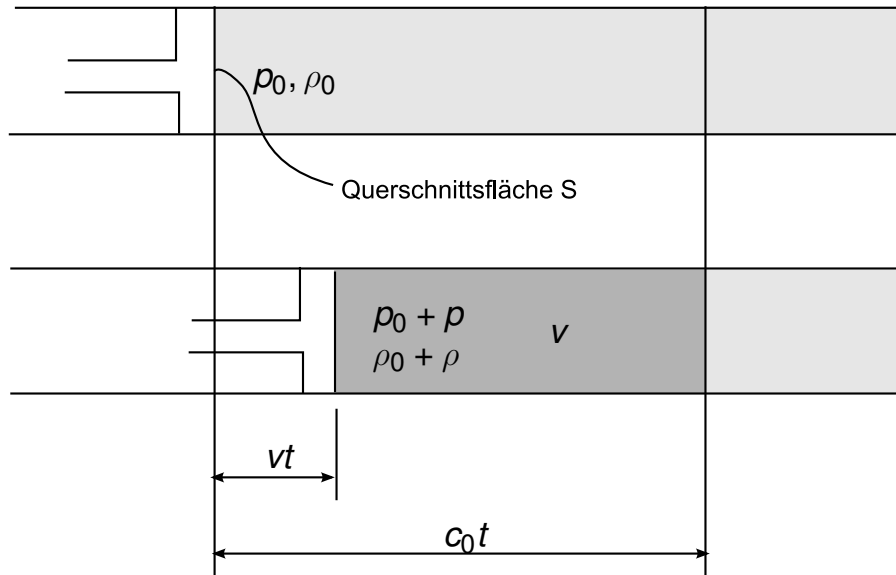 p₀, ρ₀
Querschnittsfläche S
p₀ + p
v
ρ₀ + ρ
vt
c₀t